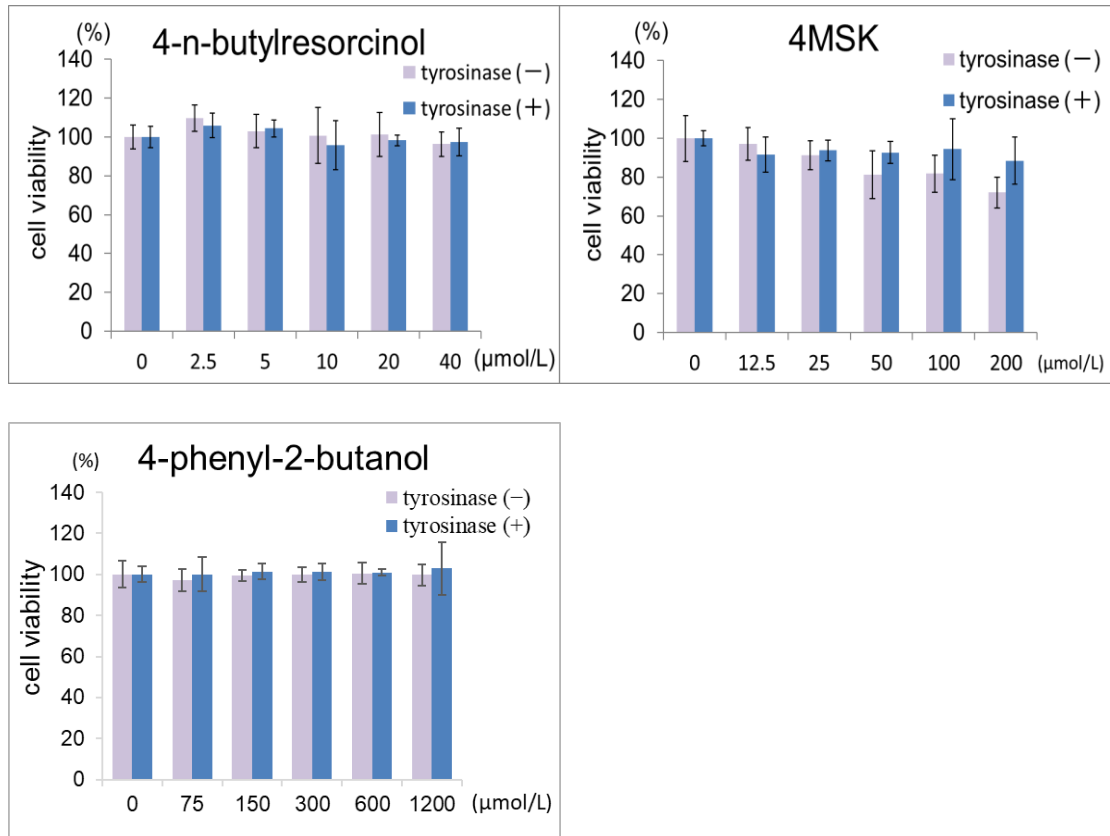 4-n-butylresorcinol
(%)
140
120
100
80
60
40
20
0
cell viability
tyrosinase (－)
tyrosinase (＋)
0 2.5 5 10 20 40 (μmol/L)
4MSK
(%)
140
120
100
80
60
40
20
0
cell viability
tyrosinase (－)
tyrosinase (＋)
0 12.5 25 50 100 200 (μmol/L)
4-phenyl-2-butanol
(%)
140
120
100
80
60
40
20
0
cell viability
tyrosinase (−)
tyrosinase (+)
0 75 150 300 600 1200 (μmol/L)